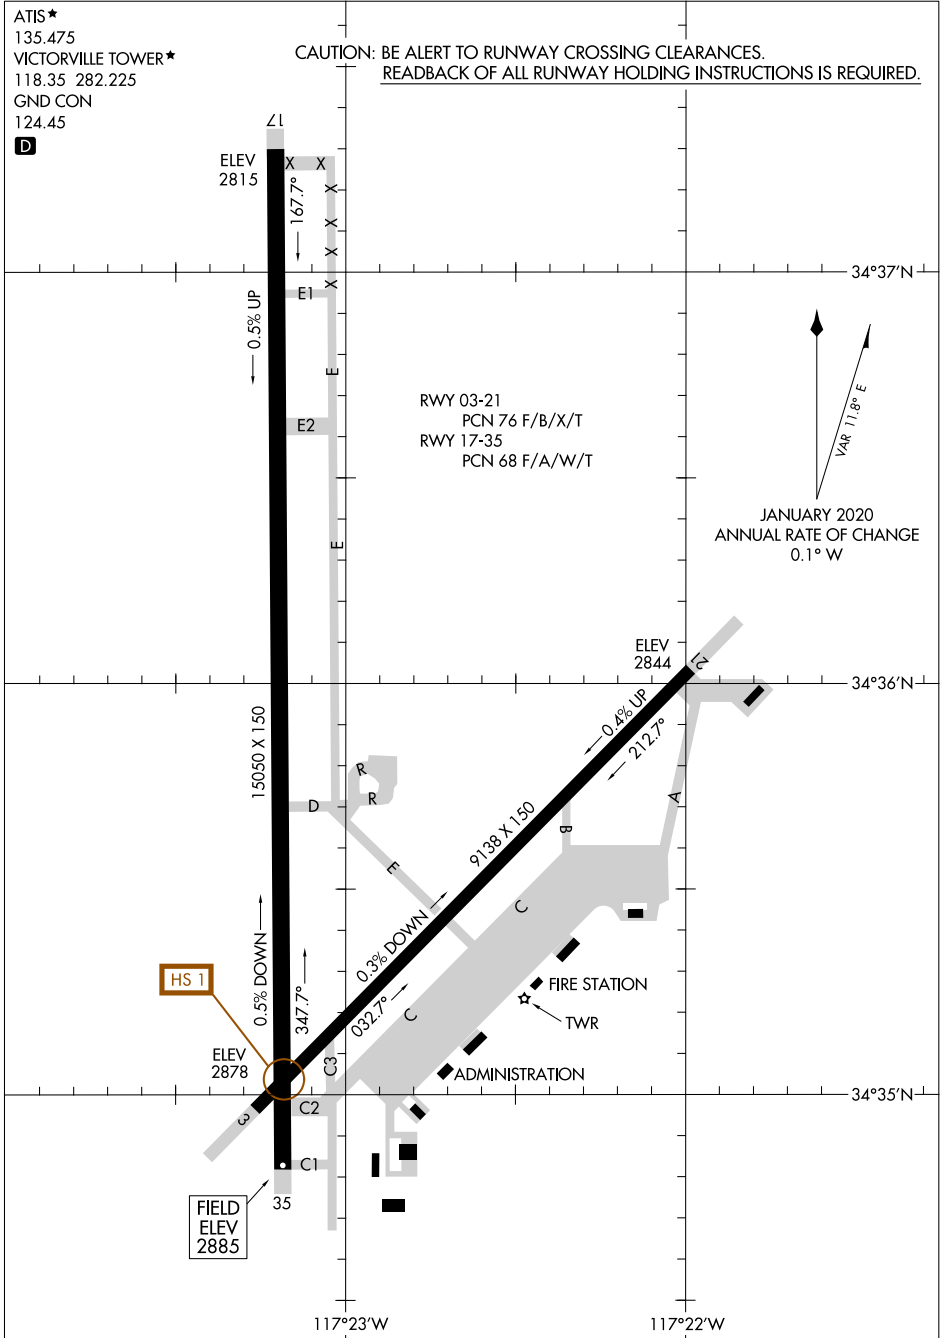 ATIS★
135.475
VICTORVILLE TOWER★
118.35 282.225
GND CON
124.45
D
CAUTION: BE ALERT TO RUNWAY CROSSING CLEARANCES.
READBACK OF ALL RUNWAY HOLDING INSTRUCTIONS IS REQUIRED.
17
ELEV
2815
X X
X
X
X
X
167.7°
34°37'N
E1
0.5% UP
E
E2
RWY 03-21
PCN 76 F/B/X/T
RWY 17-35
PCN 68 F/A/W/T
VAR 11.8° E
JANUARY 2020
ANNUAL RATE OF CHANGE
0.1° W
E
ELEV
2844
21
34°36'N
0.4% UP
212.7°
15050 X 150
R
R
D
A
B
9138 X 150
E
C
0.5% DOWN
0.3% DOWN
HS 1
347.7°
032.7°
C
FIRE STATION
TWR
ELEV
2878
C3
ADMINISTRATION
34°35'N
C2
3
C1
35
FIELD
ELEV
2885
117°23'W
117°22'W